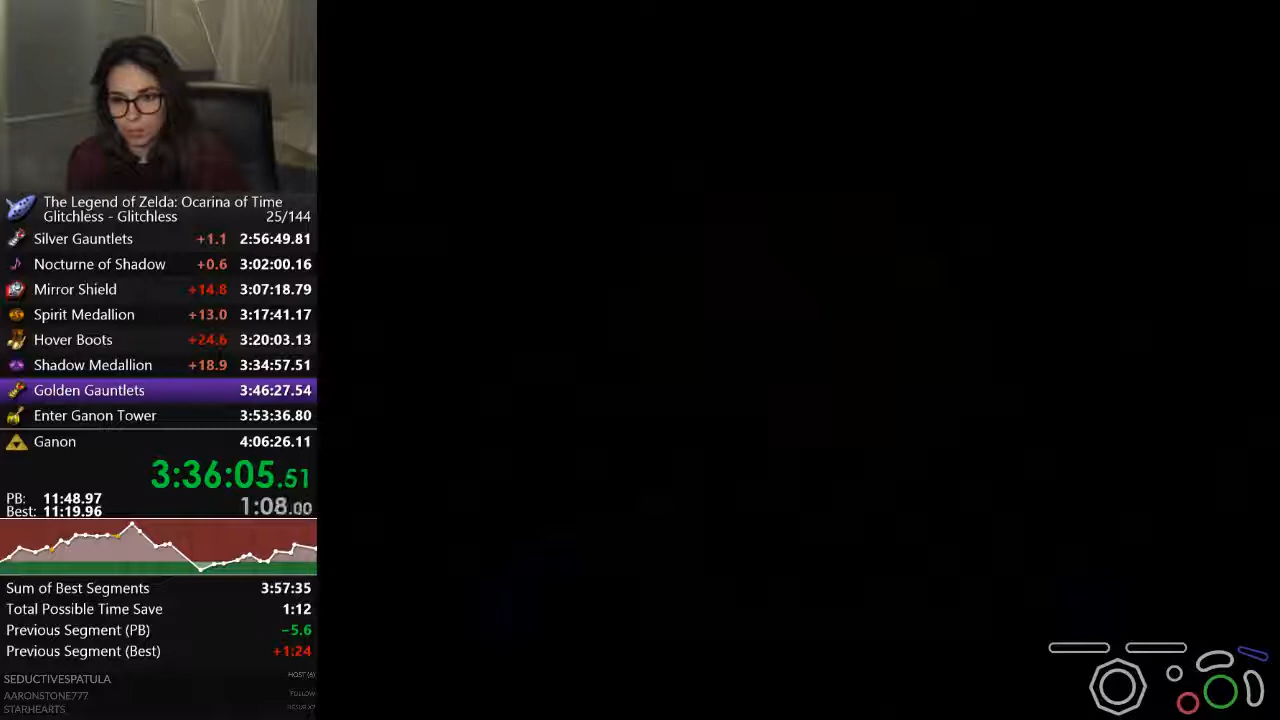 The Legend of Zelda: Ocarina of Time
Glitchless - Glitchless 25/144
Silver Gauntlets +1.1 2:56:49.81
Nocturne of Shadow +0.6 3:02:00.16
Mirror Shield +14.8 3:07:18.79
Spirit Medallion +13.0 3:17:41.17
Hover Boots +24.6 3:20:03.13
Shadow Medallion +18.9 3:34:57.51
Golden Gauntlets 3:46:27.54
Enter Ganon Tower 3:53:36.80
Ganon 4:06:26.11
3:36:05.51
PB: 11:48.97
Best: 11:19.96 1:08.00
Sum of Best Segments 3:57:35
Total Possible Time Save 1:12
Previous Segment (PB) −5.6
Previous Segment (Best) +1:24
SEDUCTIVESPATULA HOST (6)
AARONSTONE777 FOLLOW
STARHEARTS_